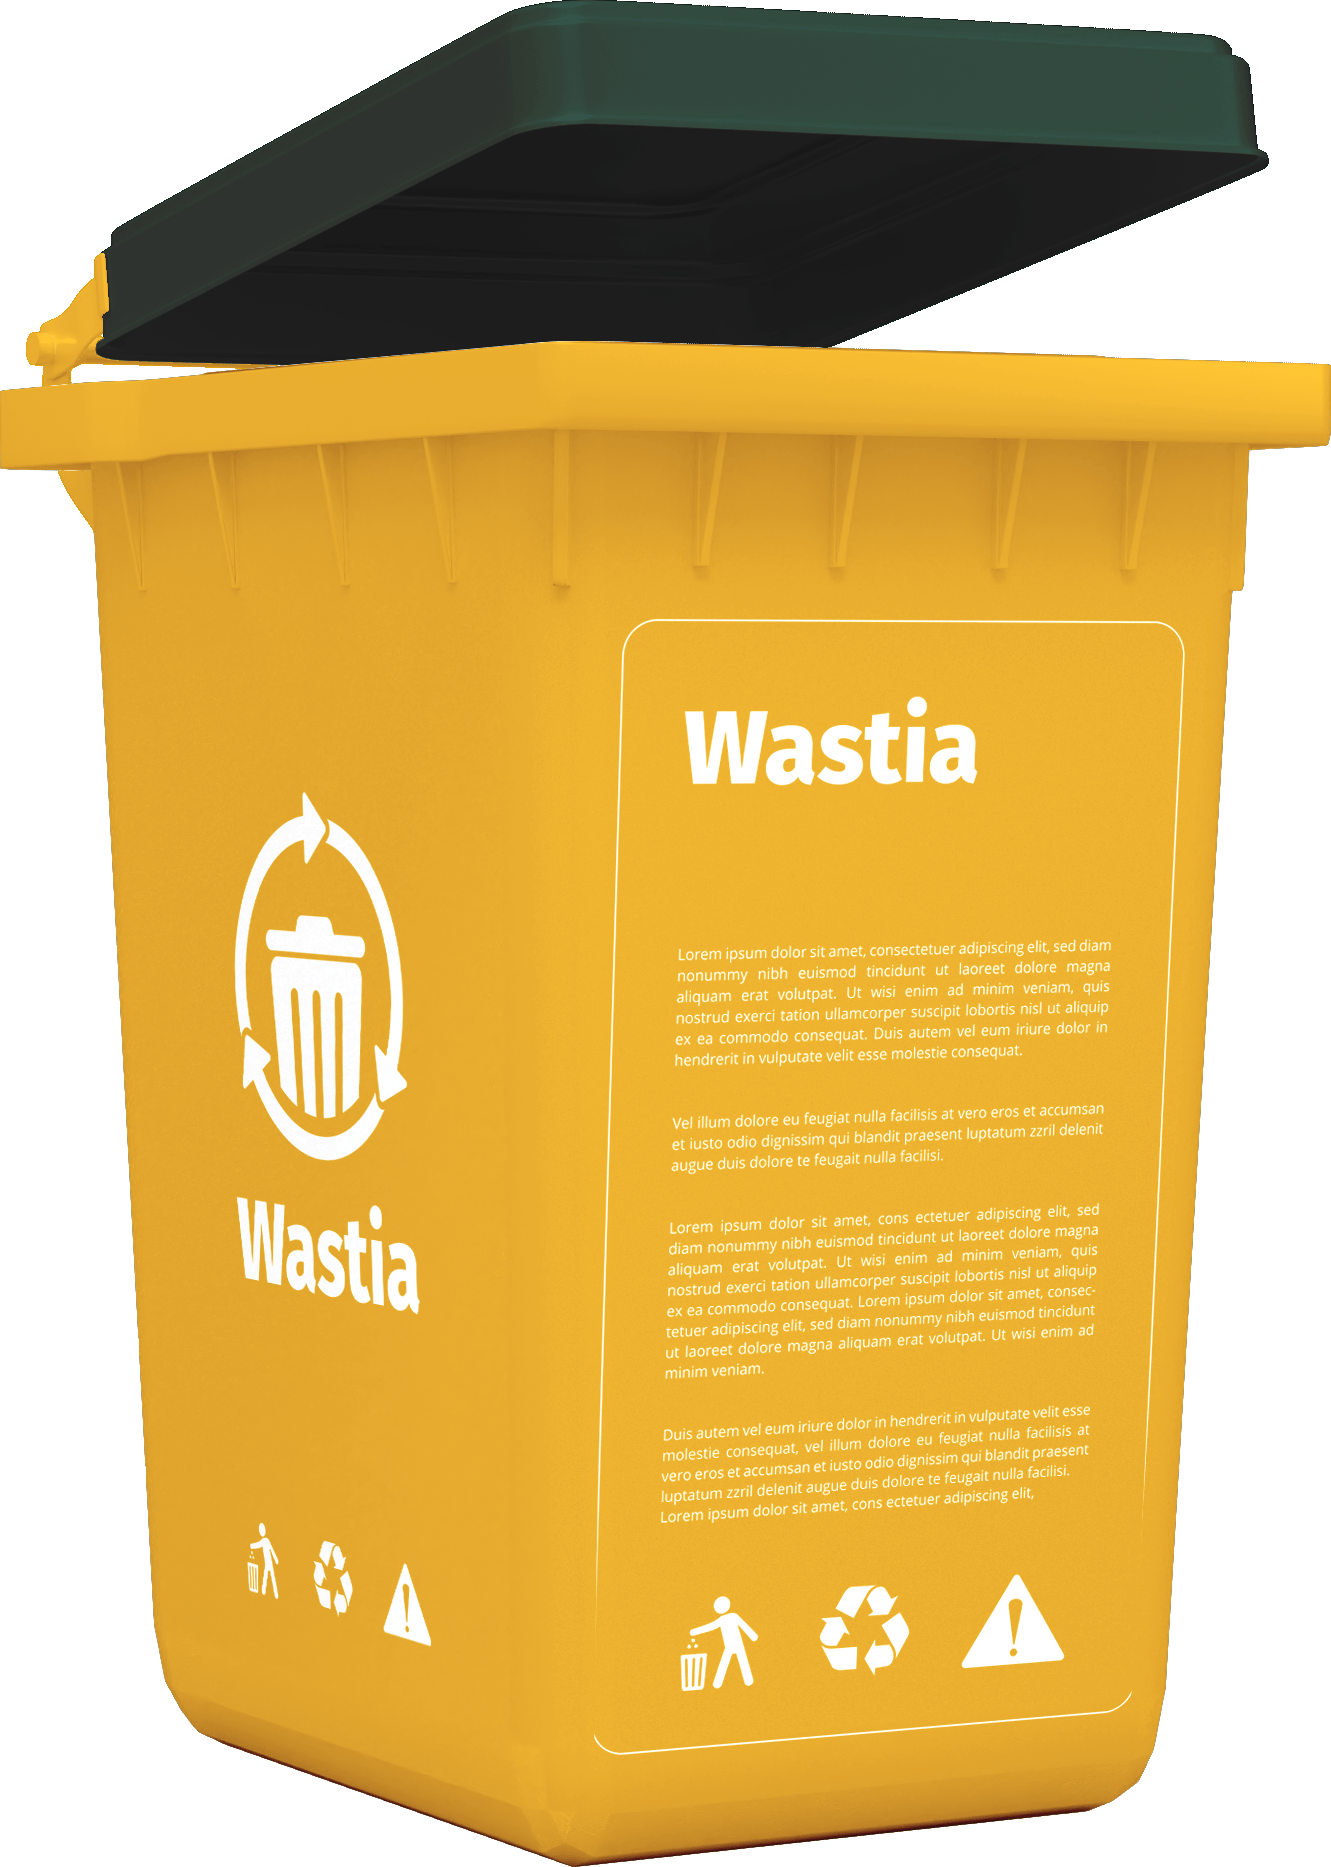 Wastia
Wastia
Lorem ipsum dolor sit amet, consectetuer adipiscing elit, sed diam
nonummy nibh euismod tincidunt ut laoreet dolore magna
aliquam erat volutpat. Ut wisi enim ad minim veniam, quis
nostrud exerci tation ullamcorper suscipit lobortis nisl ut aliquip
ex ea commodo consequat. Duis autem vel eum iriure dolor in
hendrerit in vulputate velit esse molestie consequat.
Vel illum dolore eu feugiat nulla facilisis at vero eros et accumsan
et iusto odio dignissim qui blandit praesent luptatum zzril delenit
augue duis dolore te feugait nulla facilisi.
Lorem ipsum dolor sit amet, cons ectetuer adipiscing elit, sed
diam nonummy nibh euismod tincidunt ut laoreet dolore magna
aliquam erat volutpat. Ut wisi enim ad minim veniam, quis
nostrud exerci tation ullamcorper suscipit lobortis nisl ut aliquip
ex ea commodo consequat. Lorem ipsum dolor sit amet, consec-
tetuer adipiscing elit, sed diam nonummy nibh euismod tincidunt
ut laoreet dolore magna aliquam erat volutpat. Ut wisi enim ad
minim veniam.
Duis autem vel eum iriure dolor in hendrerit in vulputate velit esse
molestie consequat, vel illum dolore eu feugiat nulla facilisis at
vero eros et accumsan et iusto odio dignissim qui blandit praesent
luptatum zzril delenit augue duis dolore te feugait nulla facilisi.
Lorem ipsum dolor sit amet, cons ectetuer adipiscing elit,